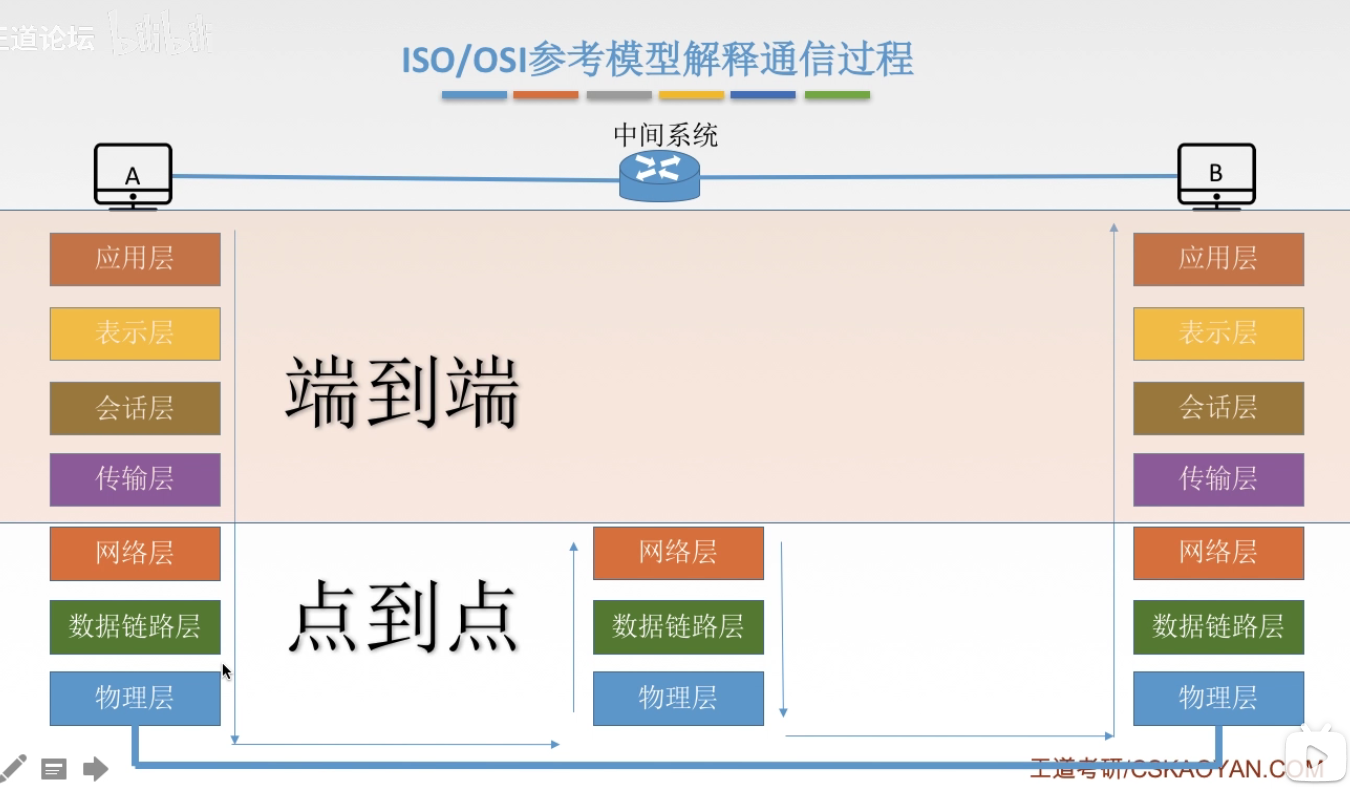 王道论坛 bilibili
ISO/OSI参考模型解释通信过程
中间系统
A
B
应用层
应用层
表示层
表示层
端到端
会话层
会话层
传输层
传输层
网络层
网络层
网络层
点到点
数据链路层
数据链路层
数据链路层
物理层
物理层
物理层
王道考研/CSKAOYAN.COM